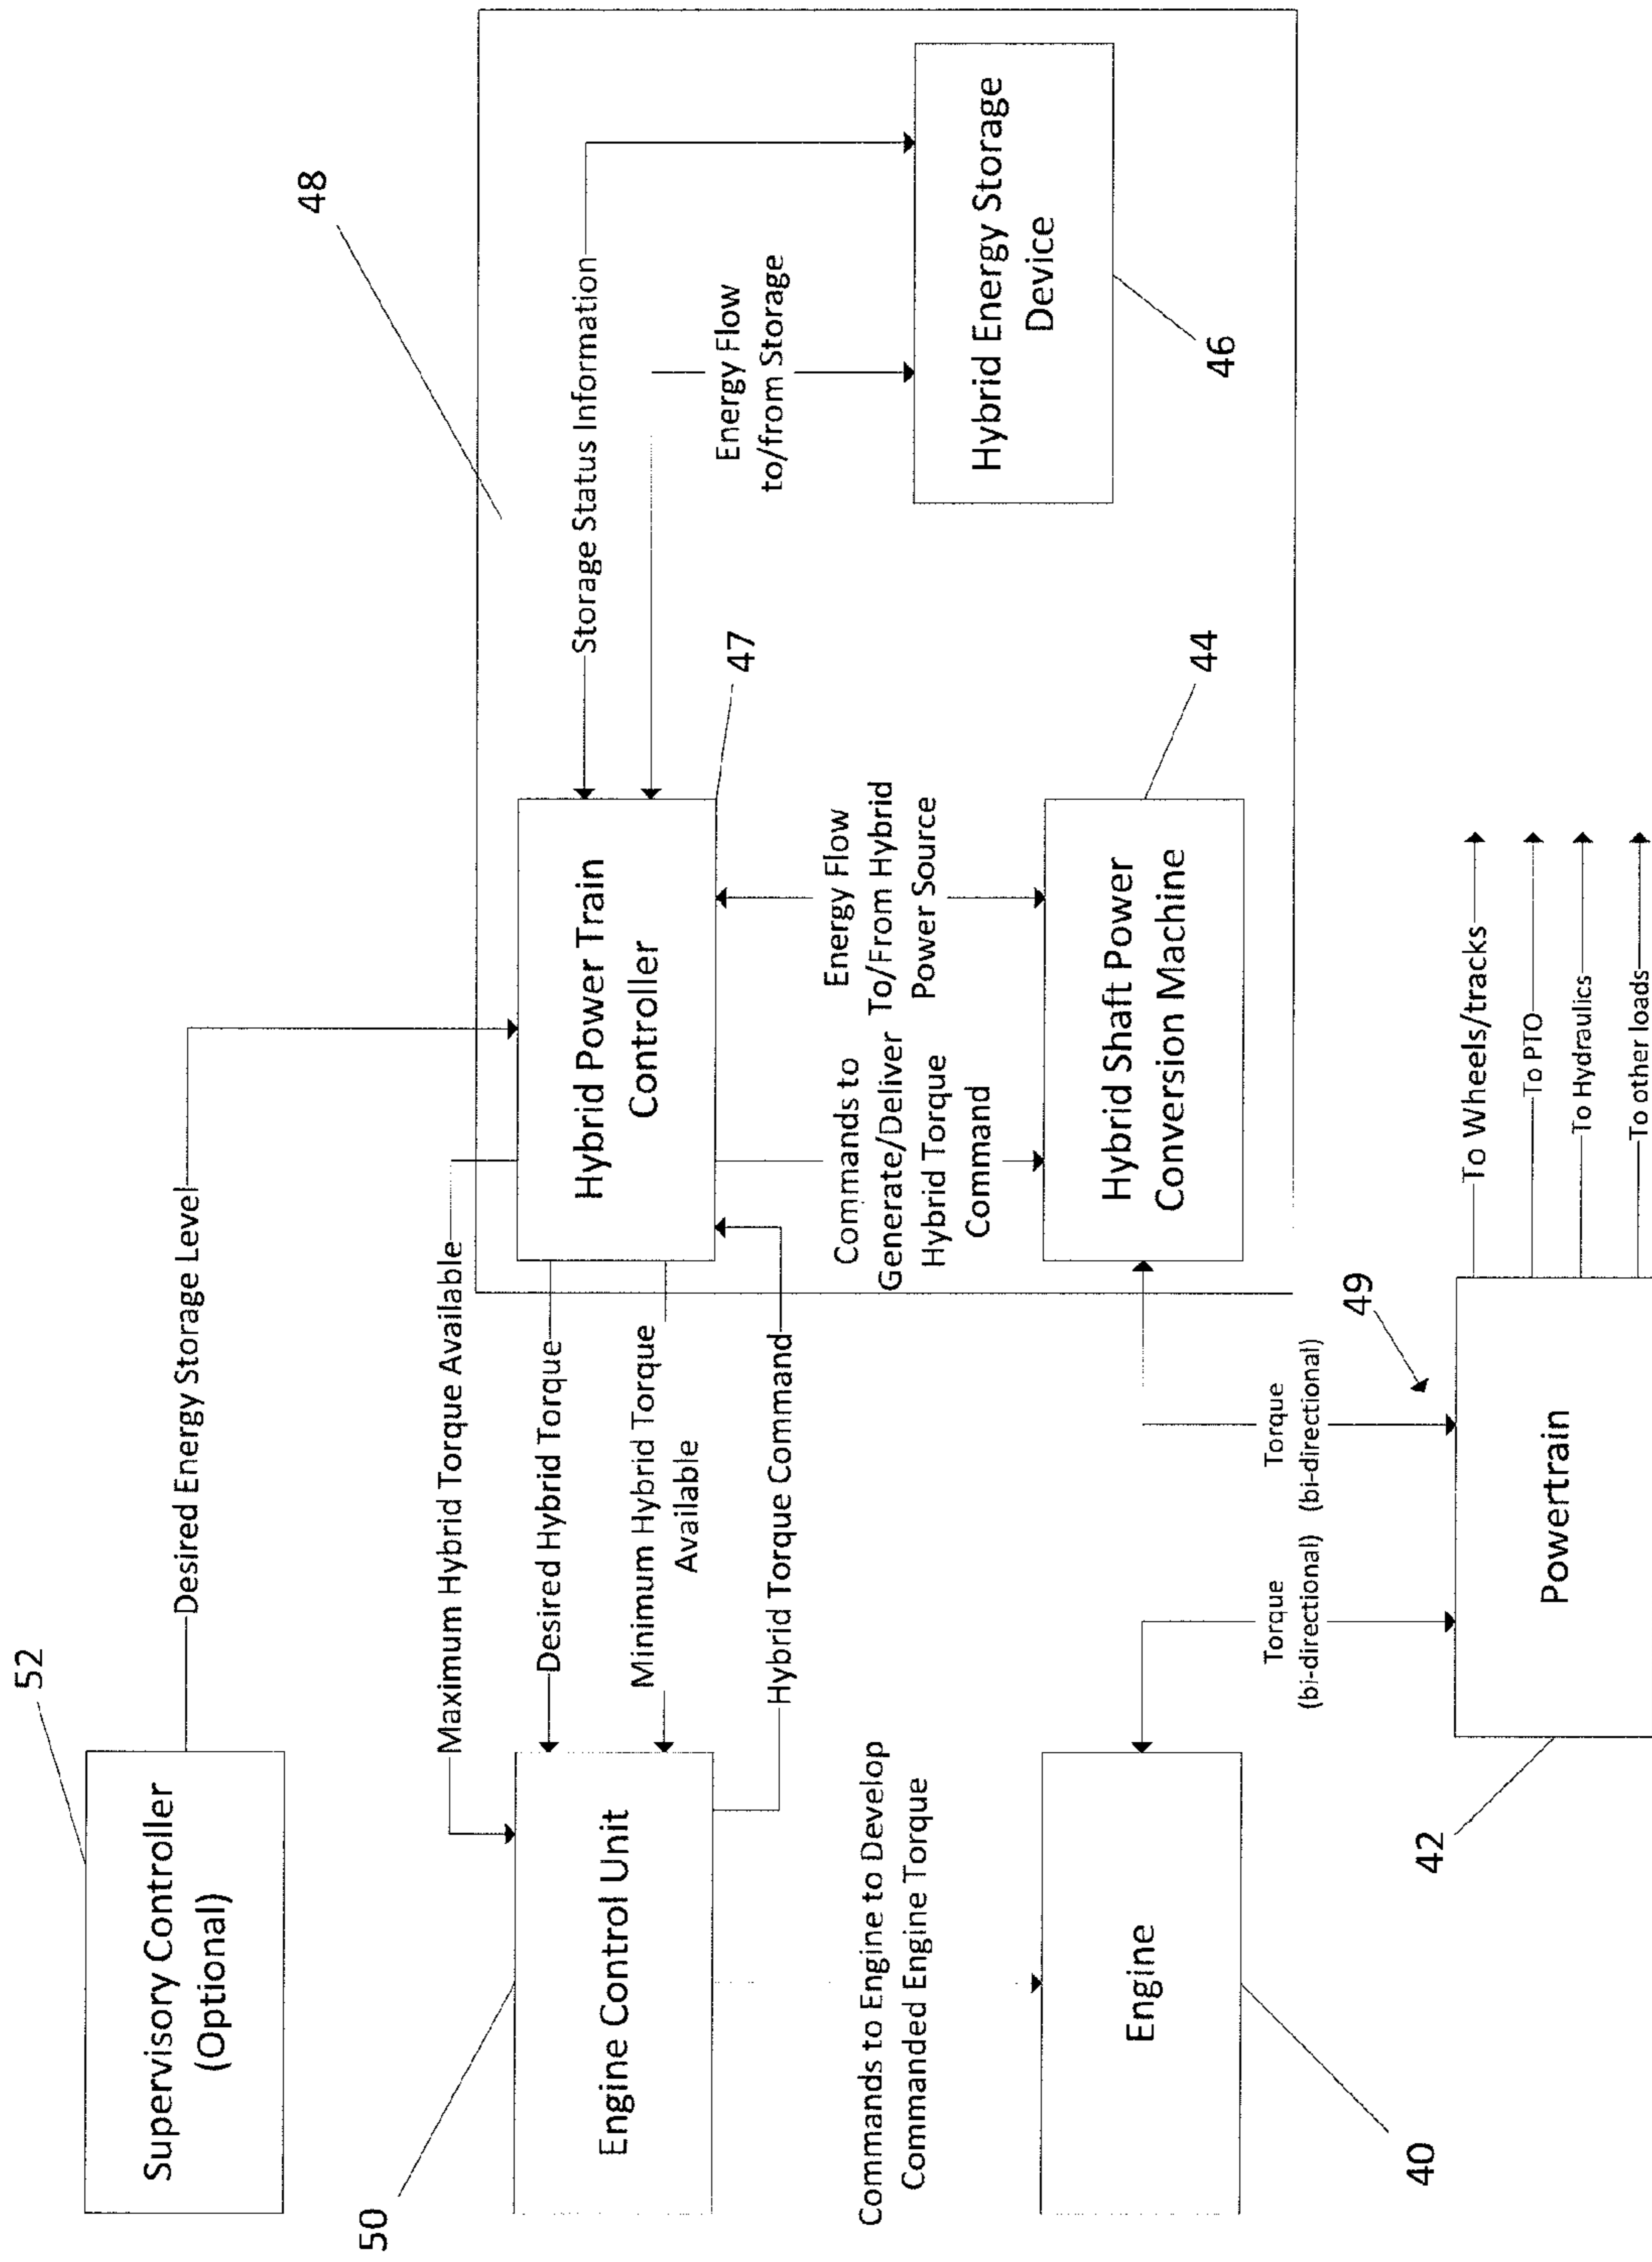 52
Supervisory Controller
(Optional)
Desired Energy Storage Level
48
Maximum Hybrid Torque Available
Desired Hybrid Torque
Minimum Hybrid Torque
Available
Hybrid Torque Command
50
Engine Control Unit
Hybrid Power Train
Controller
47
Storage Status Information
Energy Flow
to/from Storage
Hybrid Energy Storage
Device
46
Commands to Engine to Develop
Commanded Engine Torque
Commands to
Generate/Deliver
Hybrid Torque
Command
Energy Flow
To/From Hybrid
Power Source
Engine
40
Hybrid Shaft Power
Conversion Machine
44
Torque
(bi-directional)
Torque
(bi-directional)
49
Powertrain
42
To Wheels/tracks
To PTO
To Hydraulics
To other loads